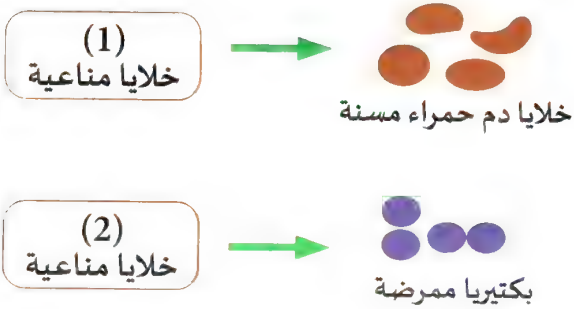 (1)
خلايا مناعية
خلايا دم حمراء مسنة
(2)
خلايا مناعية
بكتيريا ممرضة